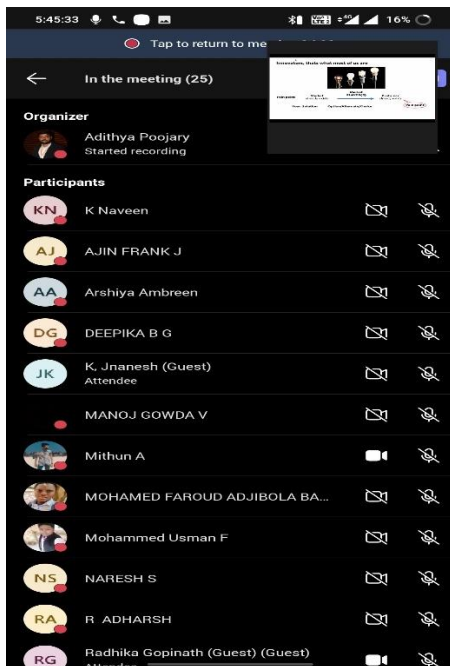 5:45:33
16%
Tap to return to me
In the meeting (25)
Organizer
Adithya Poojary
Started recording
Participants
KN K Naveen
AJ AJIN FRANK J
AA Arshiya Ambreen
DG DEEPIKA B G
JK K, Jnanesh (Guest)
Attendee
MANOJ GOWDA V
Mithun A
MOHAMED FAROUD ADJIBOLA BA...
Mohammed Usman F
NS NARESH S
RA R ADHARSH
RG Radhika Gopinath (Guest) (Guest)
Attendee